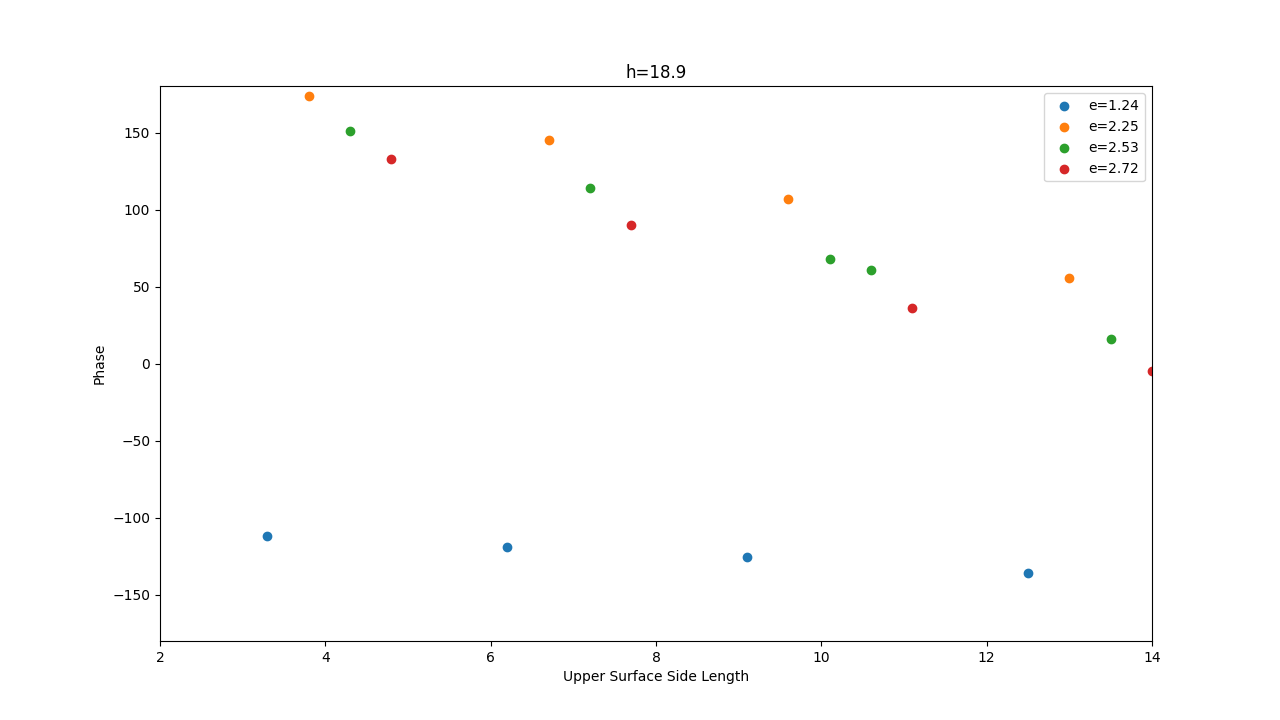 h=18.9
e=1.24
e=2.25
e=2.53
e=2.72
150
100
50
0
−50
−100
−150
Phase
2 4 6 8 10 12 14
Upper Surface Side Length